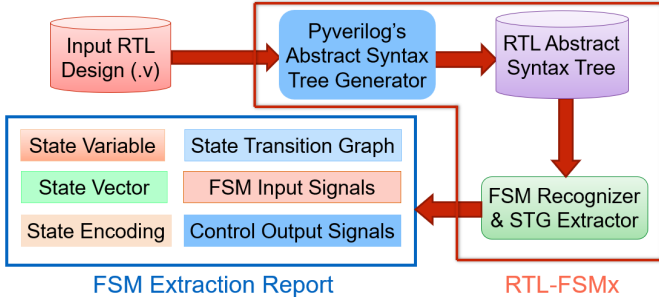 Input RTL
Design (.v)
Pyverilog's
Abstract Syntax
Tree Generator
RTL Abstract
Syntax Tree
State Variable
State Transition Graph
State Vector
FSM Input Signals
State Encoding
Control Output Signals
FSM Recognizer
& STG Extractor
FSM Extraction Report
RTL-FSMx